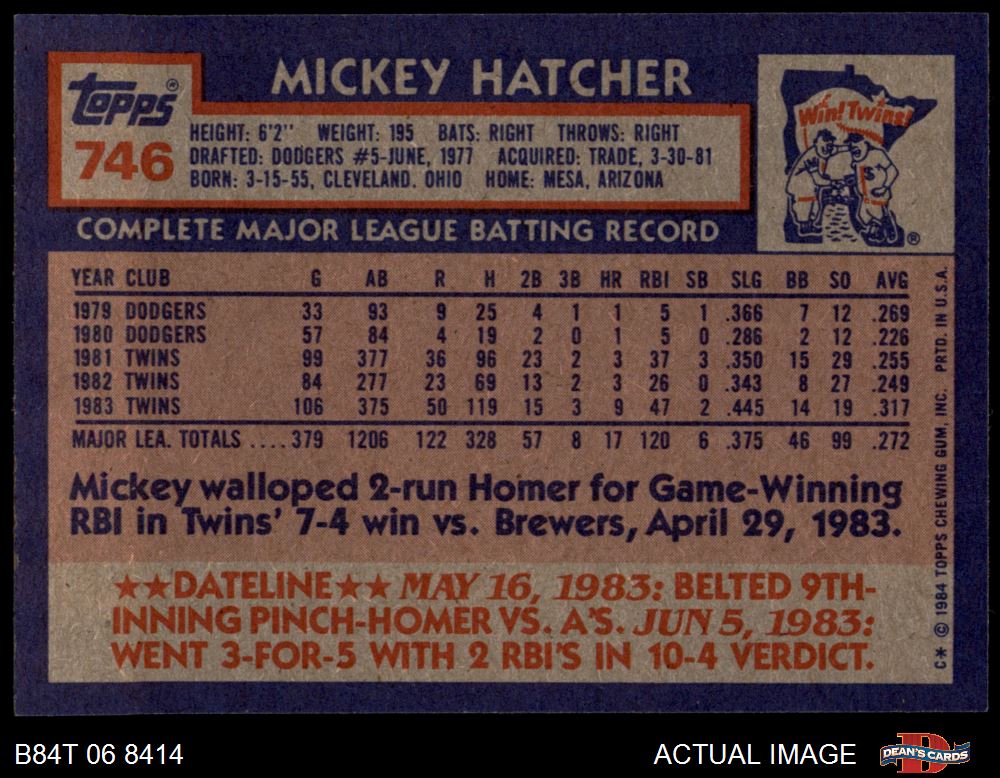 MICKEY HATCHER
topps®
746
HEIGHT: 6'2" WEIGHT: 195 BATS: RIGHT THROWS: RIGHT
DRAFTED: DODGERS #5-JUNE, 1977 ACQUIRED: TRADE, 3-30-81
BORN: 3-15-55, CLEVELAND, OHIO HOME: MESA, ARIZONA
Win! Twins!
®
COMPLETE MAJOR LEAGUE BATTING RECORD
YEAR CLUB G AB R H 2B 3B HR RBI SB SLG BB SO AVG
1979 DODGERS 33 93 9 25 4 1 1 5 1 .366 7 12 .269
1980 DODGERS 57 84 4 19 2 0 1 5 0 .286 2 12 .226
1981 TWINS 99 377 36 96 23 2 3 37 3 .350 15 29 .255
1982 TWINS 84 277 23 69 13 2 3 26 0 .343 8 27 .249
1983 TWINS 106 375 50 119 15 3 9 47 2 .445 14 19 .317
MAJOR LEA. TOTALS .... 379 1206 122 328 57 8 17 120 6 .375 46 99 .272
Mickey walloped 2-run Homer for Game-Winning
RBI in Twins' 7-4 win vs. Brewers, April 29, 1983.
★★DATELINE★★ MAY 16, 1983: BELTED 9TH-
INNING PINCH-HOMER VS. A'S. JUN 5, 1983:
WENT 3-FOR-5 WITH 2 RBI'S IN 10-4 VERDICT.
C* © 1984 TOPPS CHEWING GUM, INC. PRTD. IN U.S.A.
B84T 06 8414
ACTUAL IMAGE
D
DEAN'S CARDS